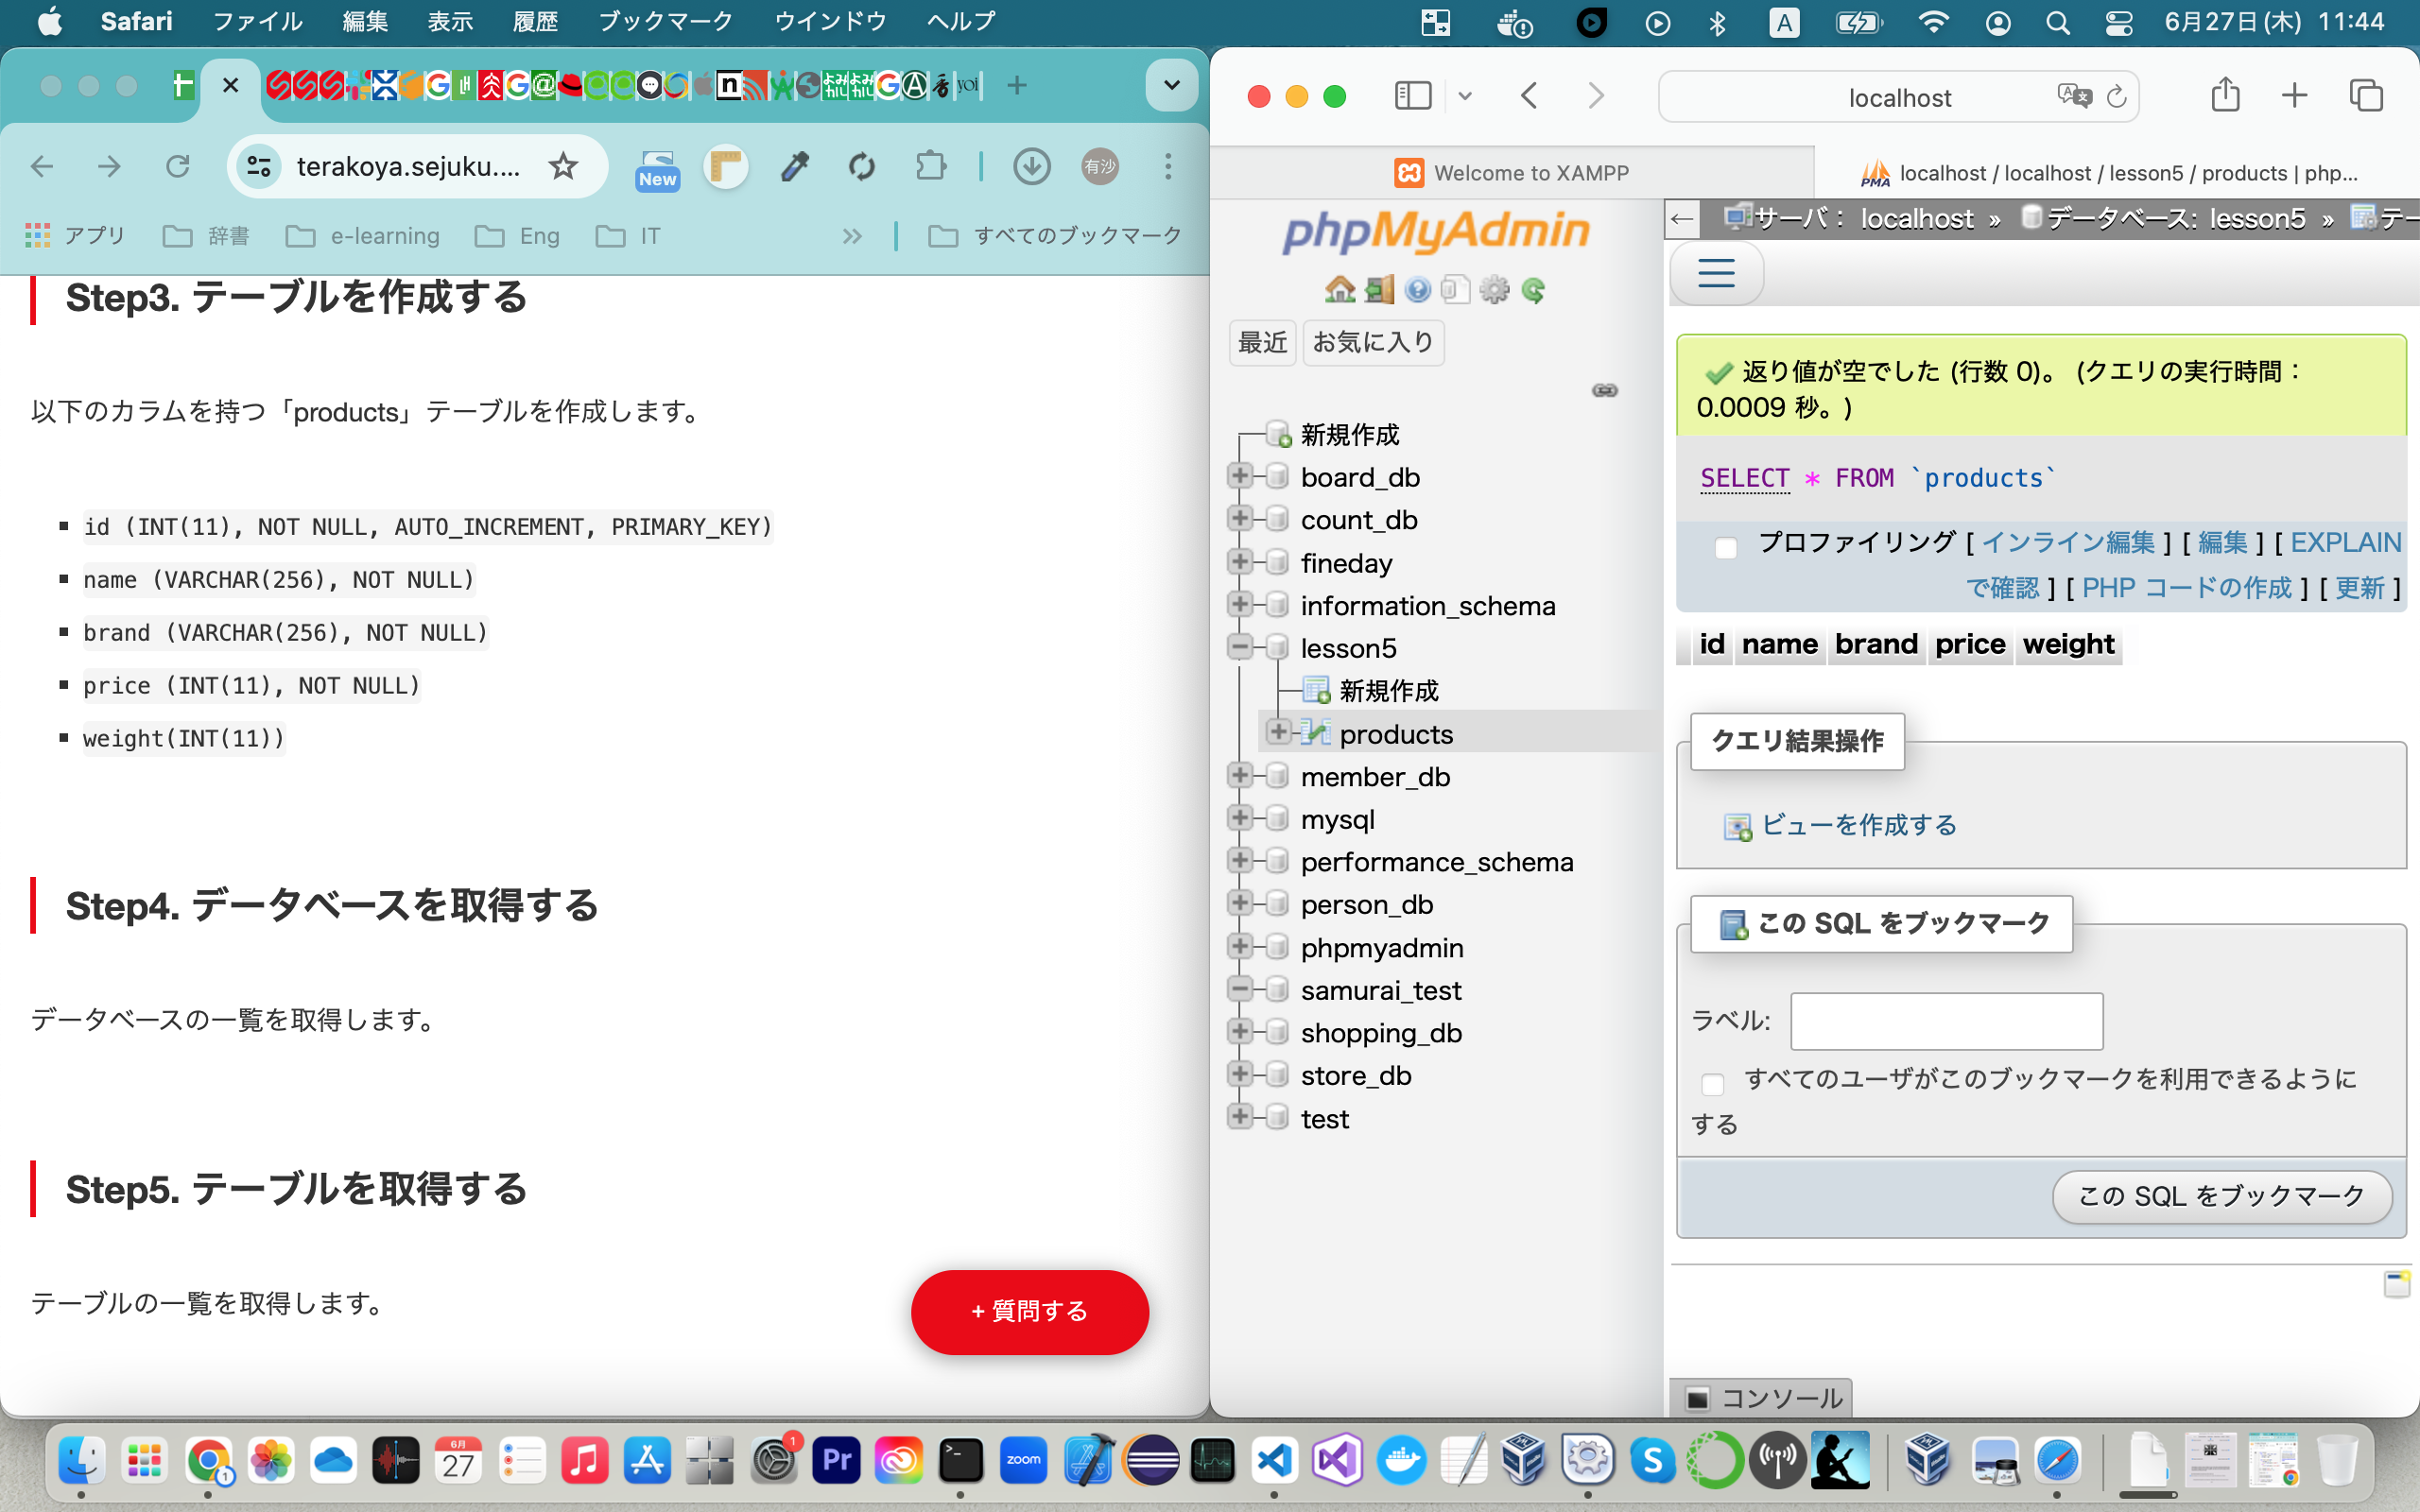 Safari ファイル 編集 表示 履歴 ブックマーク ウインドウ ヘルプ
A 6月27日(木) 11:44
terakoya.sejuku....
New
有沙
アプリ 辞書 e-learning Eng IT » すべてのブックマーク
Step3. テーブルを作成する
以下のカラムを持つ「products」テーブルを作成します。
id (INT(11), NOT NULL, AUTO_INCREMENT, PRIMARY_KEY)
name (VARCHAR(256), NOT NULL)
brand (VARCHAR(256), NOT NULL)
price (INT(11), NOT NULL)
weight(INT(11))
Step4. データベースを取得する
データベースの一覧を取得します。
Step5. テーブルを取得する
テーブルの一覧を取得します。
+ 質問する
localhost
Welcome to XAMPP
PMA localhost / localhost / lesson5 / products | php...
phpMyAdmin
最近 お気に入り
新規作成
board_db
count_db
fineday
information_schema
lesson5
新規作成
products
member_db
mysql
performance_schema
person_db
phpmyadmin
samurai_test
shopping_db
store_db
test
サーバ: localhost » データベース: lesson5 » テー
返り値が空でした (行数 0)。 (クエリの実行時間:
0.0009 秒。)
SELECT * FROM `products`
プロファイリング [ インライン編集 ] [ 編集 ] [ EXPLAIN
で確認 ] [ PHP コードの作成 ] [ 更新 ]
id name brand price weight
クエリ結果操作
ビューを作成する
この SQL をブックマーク
ラベル:
すべてのユーザがこのブックマークを利用できるように
する
この SQL をブックマーク
コンソール
1
6月
27
1
Pr
zoom
S